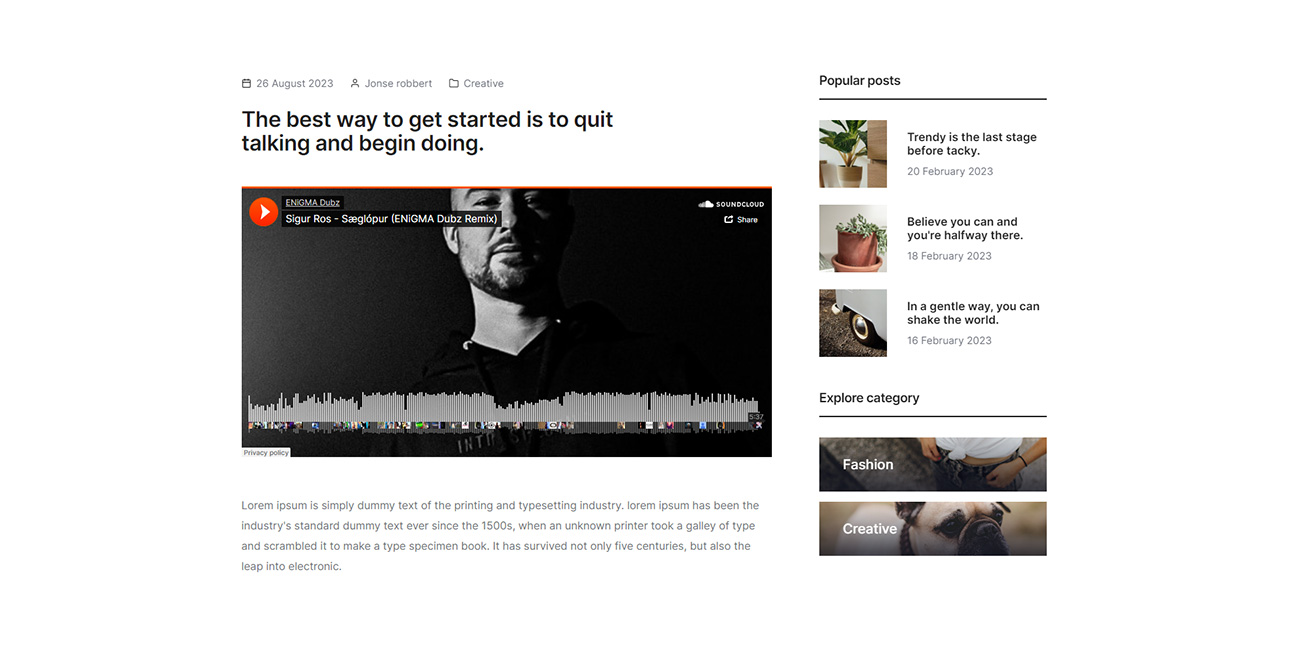 26 August 2023
Jonse robbert
Creative
The best way to get started is to quit
talking and begin doing.
ENiGMA Dubz
Sigur Ros - Sæglópur (ENiGMA Dubz Remix)
SOUNDCLOUD
Share
5:37
Privacy policy
Lorem ipsum is simply dummy text of the printing and typesetting industry. lorem ipsum has been the
industry's standard dummy text ever since the 1500s, when an unknown printer took a galley of type
and scrambled it to make a type specimen book. It has survived not only five centuries, but also the
leap into electronic.
Popular posts
Trendy is the last stage
before tacky.
20 February 2023
Believe you can and
you're halfway there.
18 February 2023
In a gentle way, you can
shake the world.
16 February 2023
Explore category
Fashion
Creative